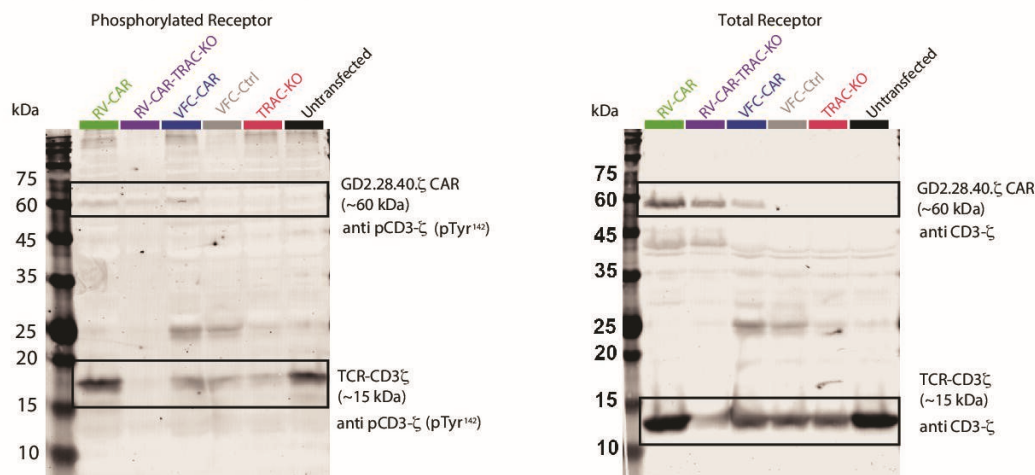 Phosphorylated Receptor
kDa
RV-CAR
RV-CAR-TRAC-KO
VFC-CAR
VFC-Ctrl
TRAC-KO
Untransfected
75
60
45
35
25
20
15
10
GD2.28.40.ζ CAR
(~60 kDa)
anti pCD3-ζ (pTyr¹⁴²)
TCR-CD3ζ
(~15 kDa)
anti pCD3-ζ (pTyr¹⁴²)
Total Receptor
kDa
RV-CAR
RV-CAR-TRAC-KO
VFC-CAR
VFC-Ctrl
TRAC-KO
Untransfected
75
60
45
35
25
20
15
10
GD2.28.40.ζ CAR
(~60 kDa)
anti CD3-ζ
TCR-CD3ζ
(~15 kDa)
anti CD3-ζ